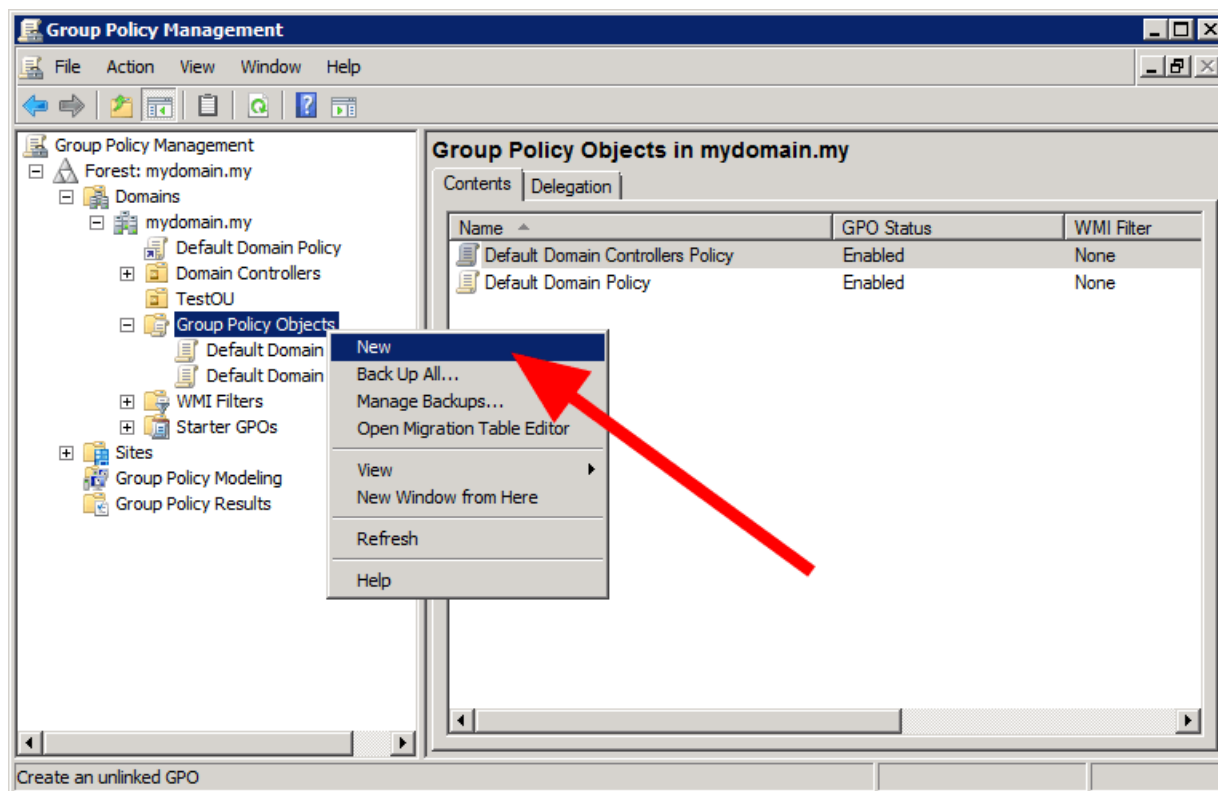 Group Policy Management
File Action View Window Help
Group Policy Management
Forest: mydomain.my
Domains
mydomain.my
Default Domain Policy
Domain Controllers
TestOU
Group Policy Objects
Default Domain
Default Domain
WMI Filters
Starter GPOs
Sites
Group Policy Modeling
Group Policy Results
New
Back Up All...
Manage Backups...
Open Migration Table Editor
View
New Window from Here
Refresh
Help
Group Policy Objects in mydomain.my
Contents Delegation
Name GPO Status WMI Filter
Default Domain Controllers Policy Enabled None
Default Domain Policy Enabled None
Create an unlinked GPO